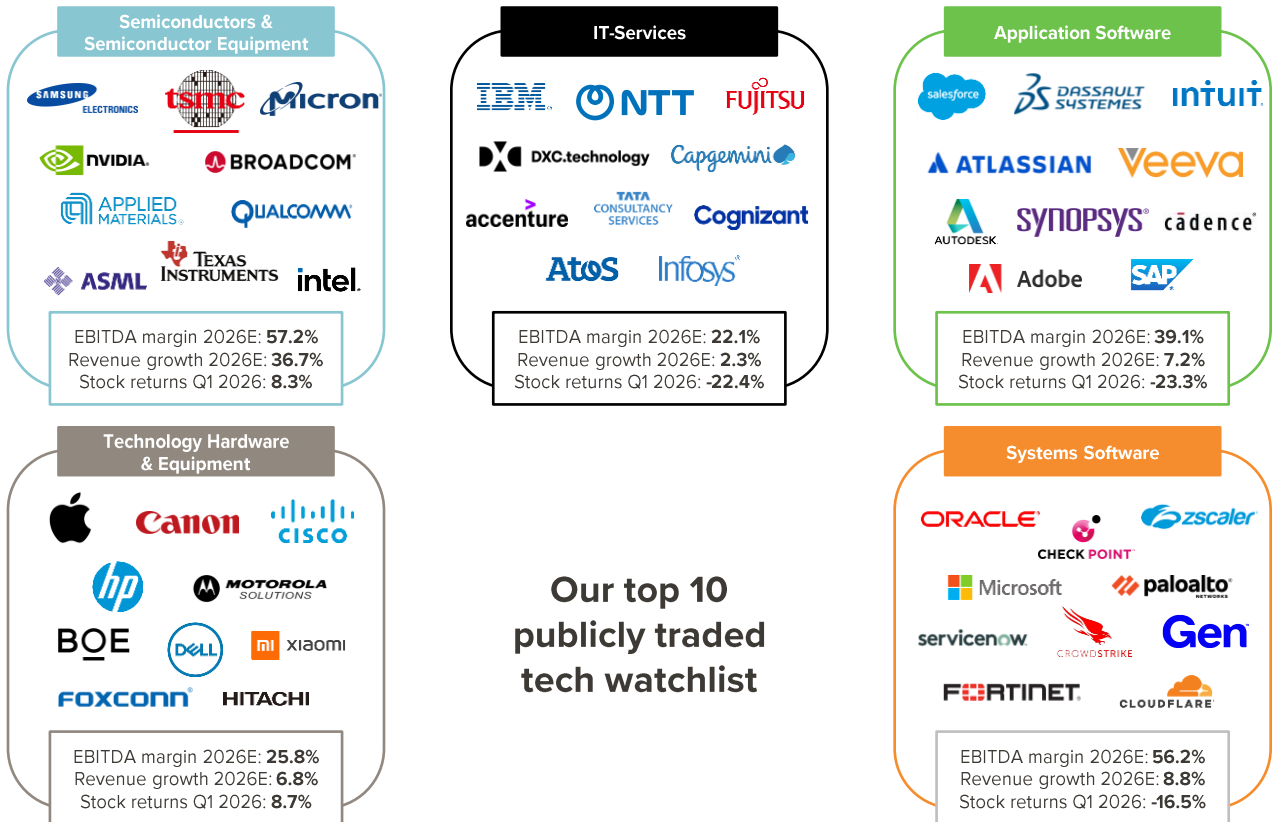 Semiconductors &
Semiconductor Equipment
SAMSUNG
ELECTRONICS
tsmc
Micron®
NVIDIA®
BROADCOM®
APPLIED
MATERIALS®
QUALCOMM®
ASML
TEXAS
INSTRUMENTS
intel®
EBITDA margin 2026E: 57.2%
Revenue growth 2026E: 36.7%
Stock returns Q1 2026: 8.3%
IT-Services
IBM®
NTT
FUJITSU
DXC.technology
Capgemini
accenture
TATA
CONSULTANCY
SERVICES
Cognizant
Atos
Infosys®
EBITDA margin 2026E: 22.1%
Revenue growth 2026E: 2.3%
Stock returns Q1 2026: -22.4%
Application Software
salesforce
DASSAULT
SYSTEMES
intuit®
ATLASSIAN
Veeva
AUTODESK®
SYNOPSYS®
cādence®
Adobe
SAP®
EBITDA margin 2026E: 39.1%
Revenue growth 2026E: 7.2%
Stock returns Q1 2026: -23.3%
Technology Hardware
& Equipment
Canon
CISCO
hp
MOTOROLA
SOLUTIONS
BOE
DELL
mi xiaomi
FOXCONN®
HITACHI
EBITDA margin 2026E: 25.8%
Revenue growth 2026E: 6.8%
Stock returns Q1 2026: 8.7%
Our top 10
publicly traded
tech watchlist
Systems Software
ORACLE®
CHECK POINT™
zscaler™
Microsoft
paloalto®
NETWORKS
servicenow®
CROWDSTRIKE
Gen™
FORTINET®
CLOUDFLARE®
EBITDA margin 2026E: 56.2%
Revenue growth 2026E: 8.8%
Stock returns Q1 2026: -16.5%